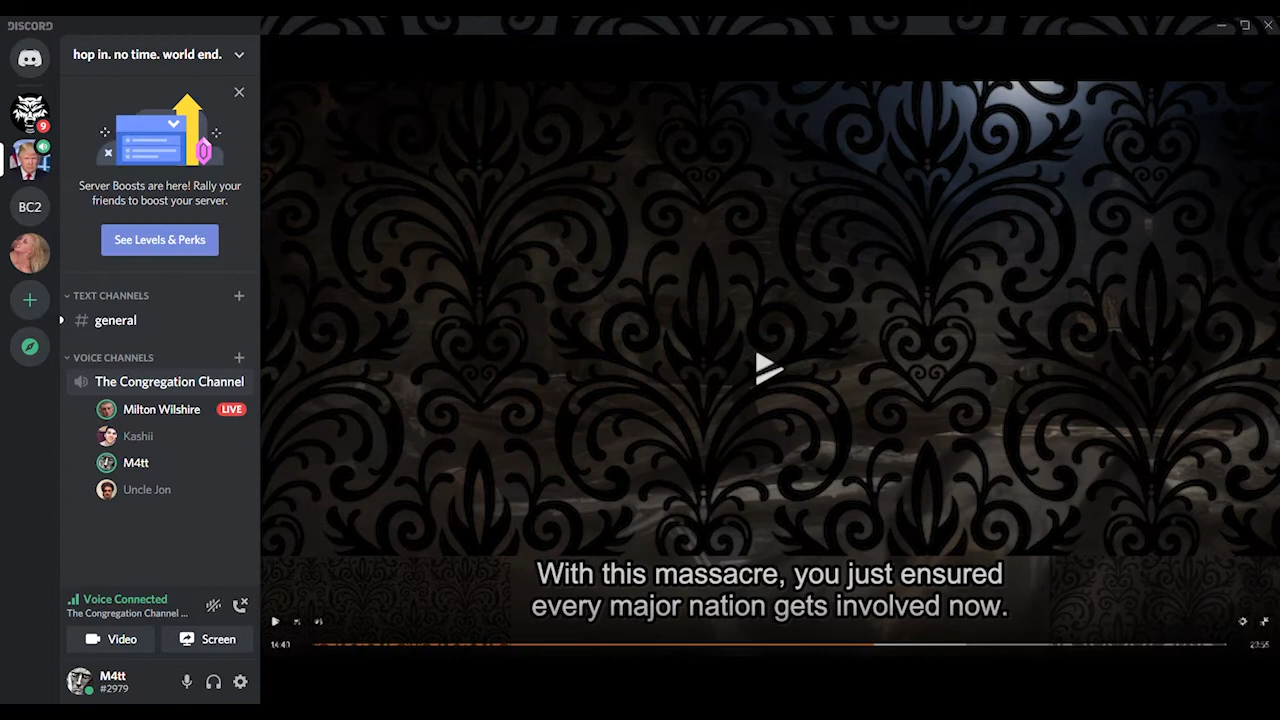 DISCORD
hop in. no time. world end.
9
BC2
Server Boosts are here! Rally your
friends to boost your server.
See Levels & Perks
TEXT CHANNELS
# general
VOICE CHANNELS
The Congregation Channel
Milton Wilshire LIVE
Kashii
M4tt
Uncle Jon
Voice Connected
The Congregation Channel ...
Video
Screen
M4tt
#2979
With this massacre, you just ensured
every major nation gets involved now.
14:40